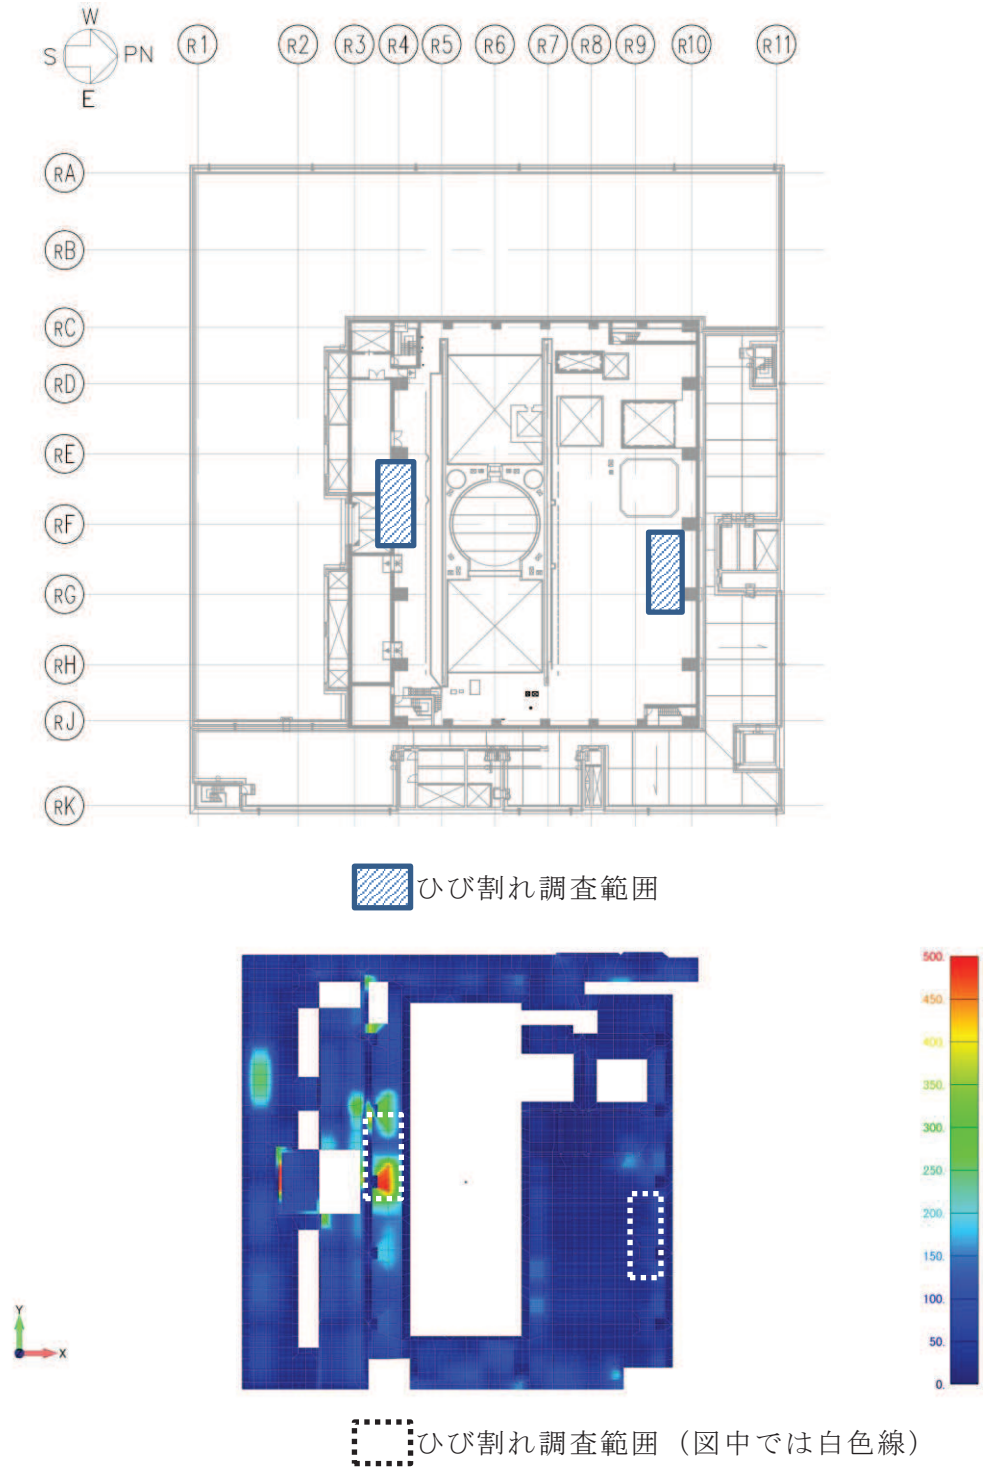 W
S PN
E
R1 R2 R3 R4 R5 R6 R7 R8 R9 R10 R11
RA
RB
RC
RD
RE
RF
RG
RH
RJ
RK
ひび割れ調査範囲
500.
450.
400.
350.
300.
250.
200.
150.
100.
50.
0.
Y
X
ひび割れ調査範囲（図中では白色線）